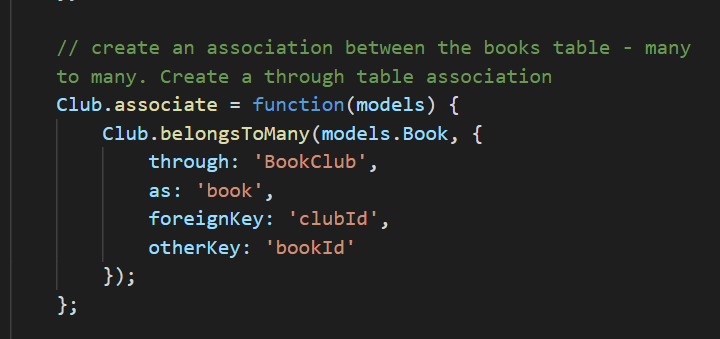 // create an association between the books table - many
to many. Create a through table association
Club.associate = function(models) {
    Club.belongsToMany(models.Book, {
        through: 'BookClub',
        as: 'book',
        foreignKey: 'clubId',
        otherKey: 'bookId'
    });
};